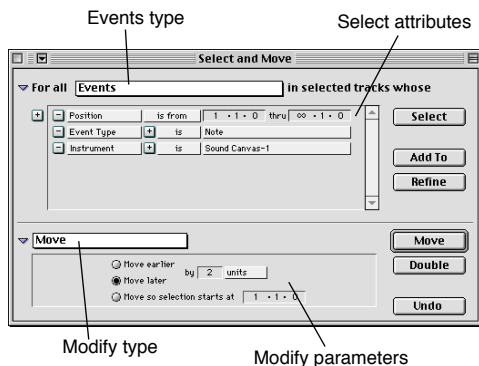 Events type
Select attributes
Select and Move
For all Events in selected tracks whose
Position is from 1 • 1 • 0 thru ∞ • 1 • 0
Select
Event Type is Note
Instrument is Sound Canvas-1
Add To
Refine
Move
Move
Move earlier
by 2 units
Double
Move later
Move so selection starts at 1 • 1 • 0
Undo
Modify type
Modify parameters